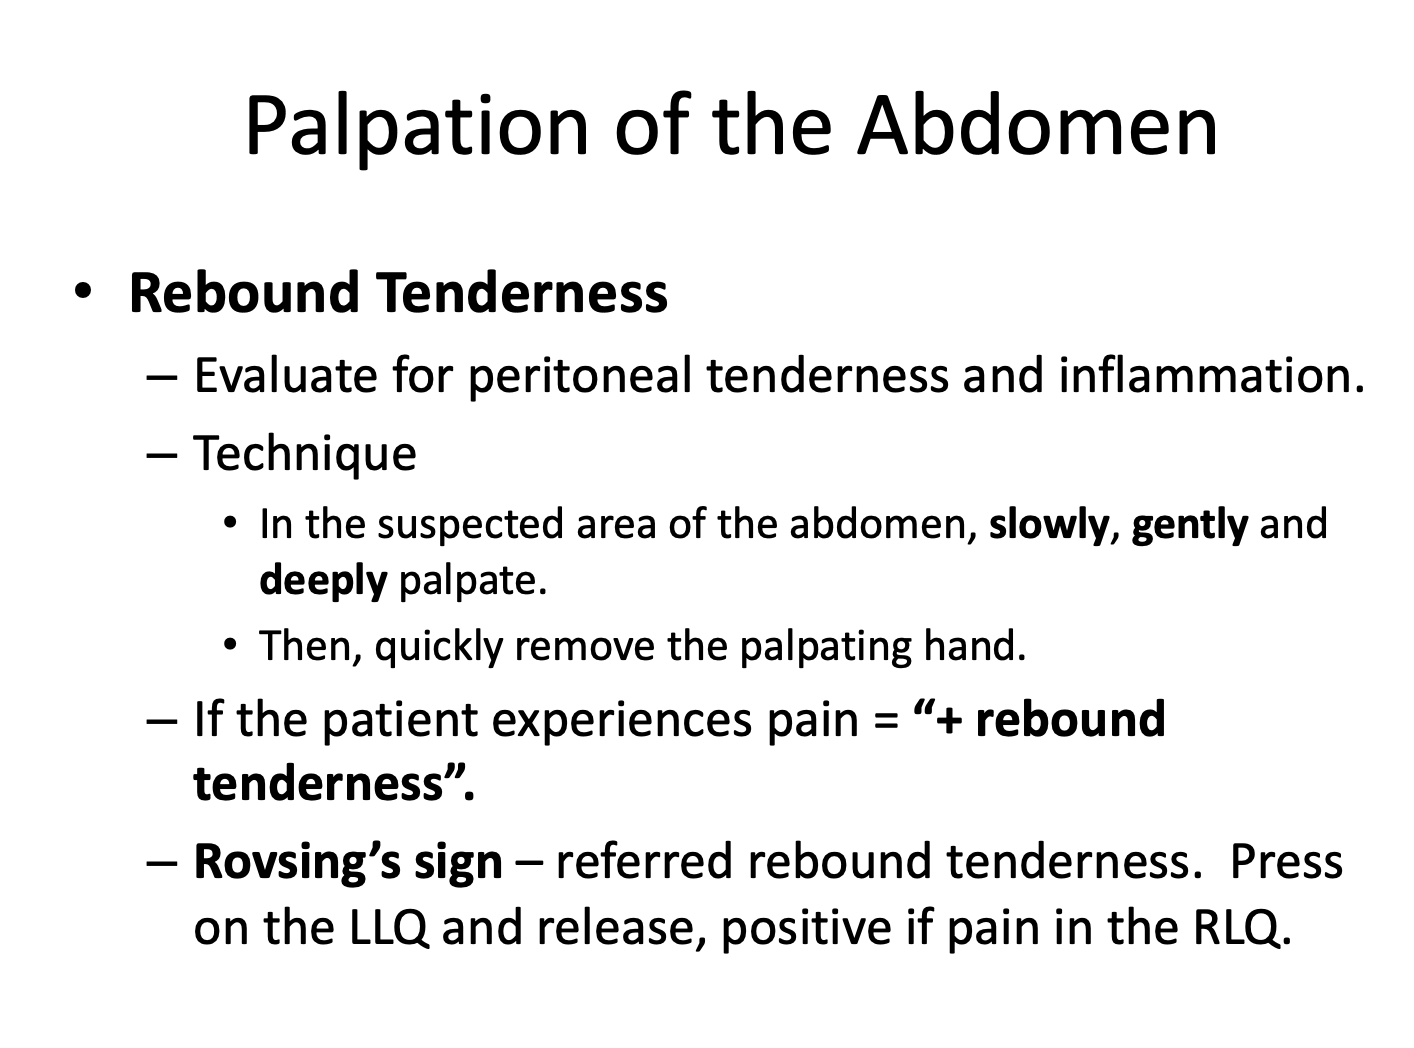 Palpation of the Abdomen
• Rebound Tenderness
– Evaluate for peritoneal tenderness and inflammation.
– Technique
• In the suspected area of the abdomen, slowly, gently and
deeply palpate.
• Then, quickly remove the palpating hand.
– If the patient experiences pain = “+ rebound
tenderness”.
– Rovsing’s sign – referred rebound tenderness.  Press
on the LLQ and release, positive if pain in the RLQ.